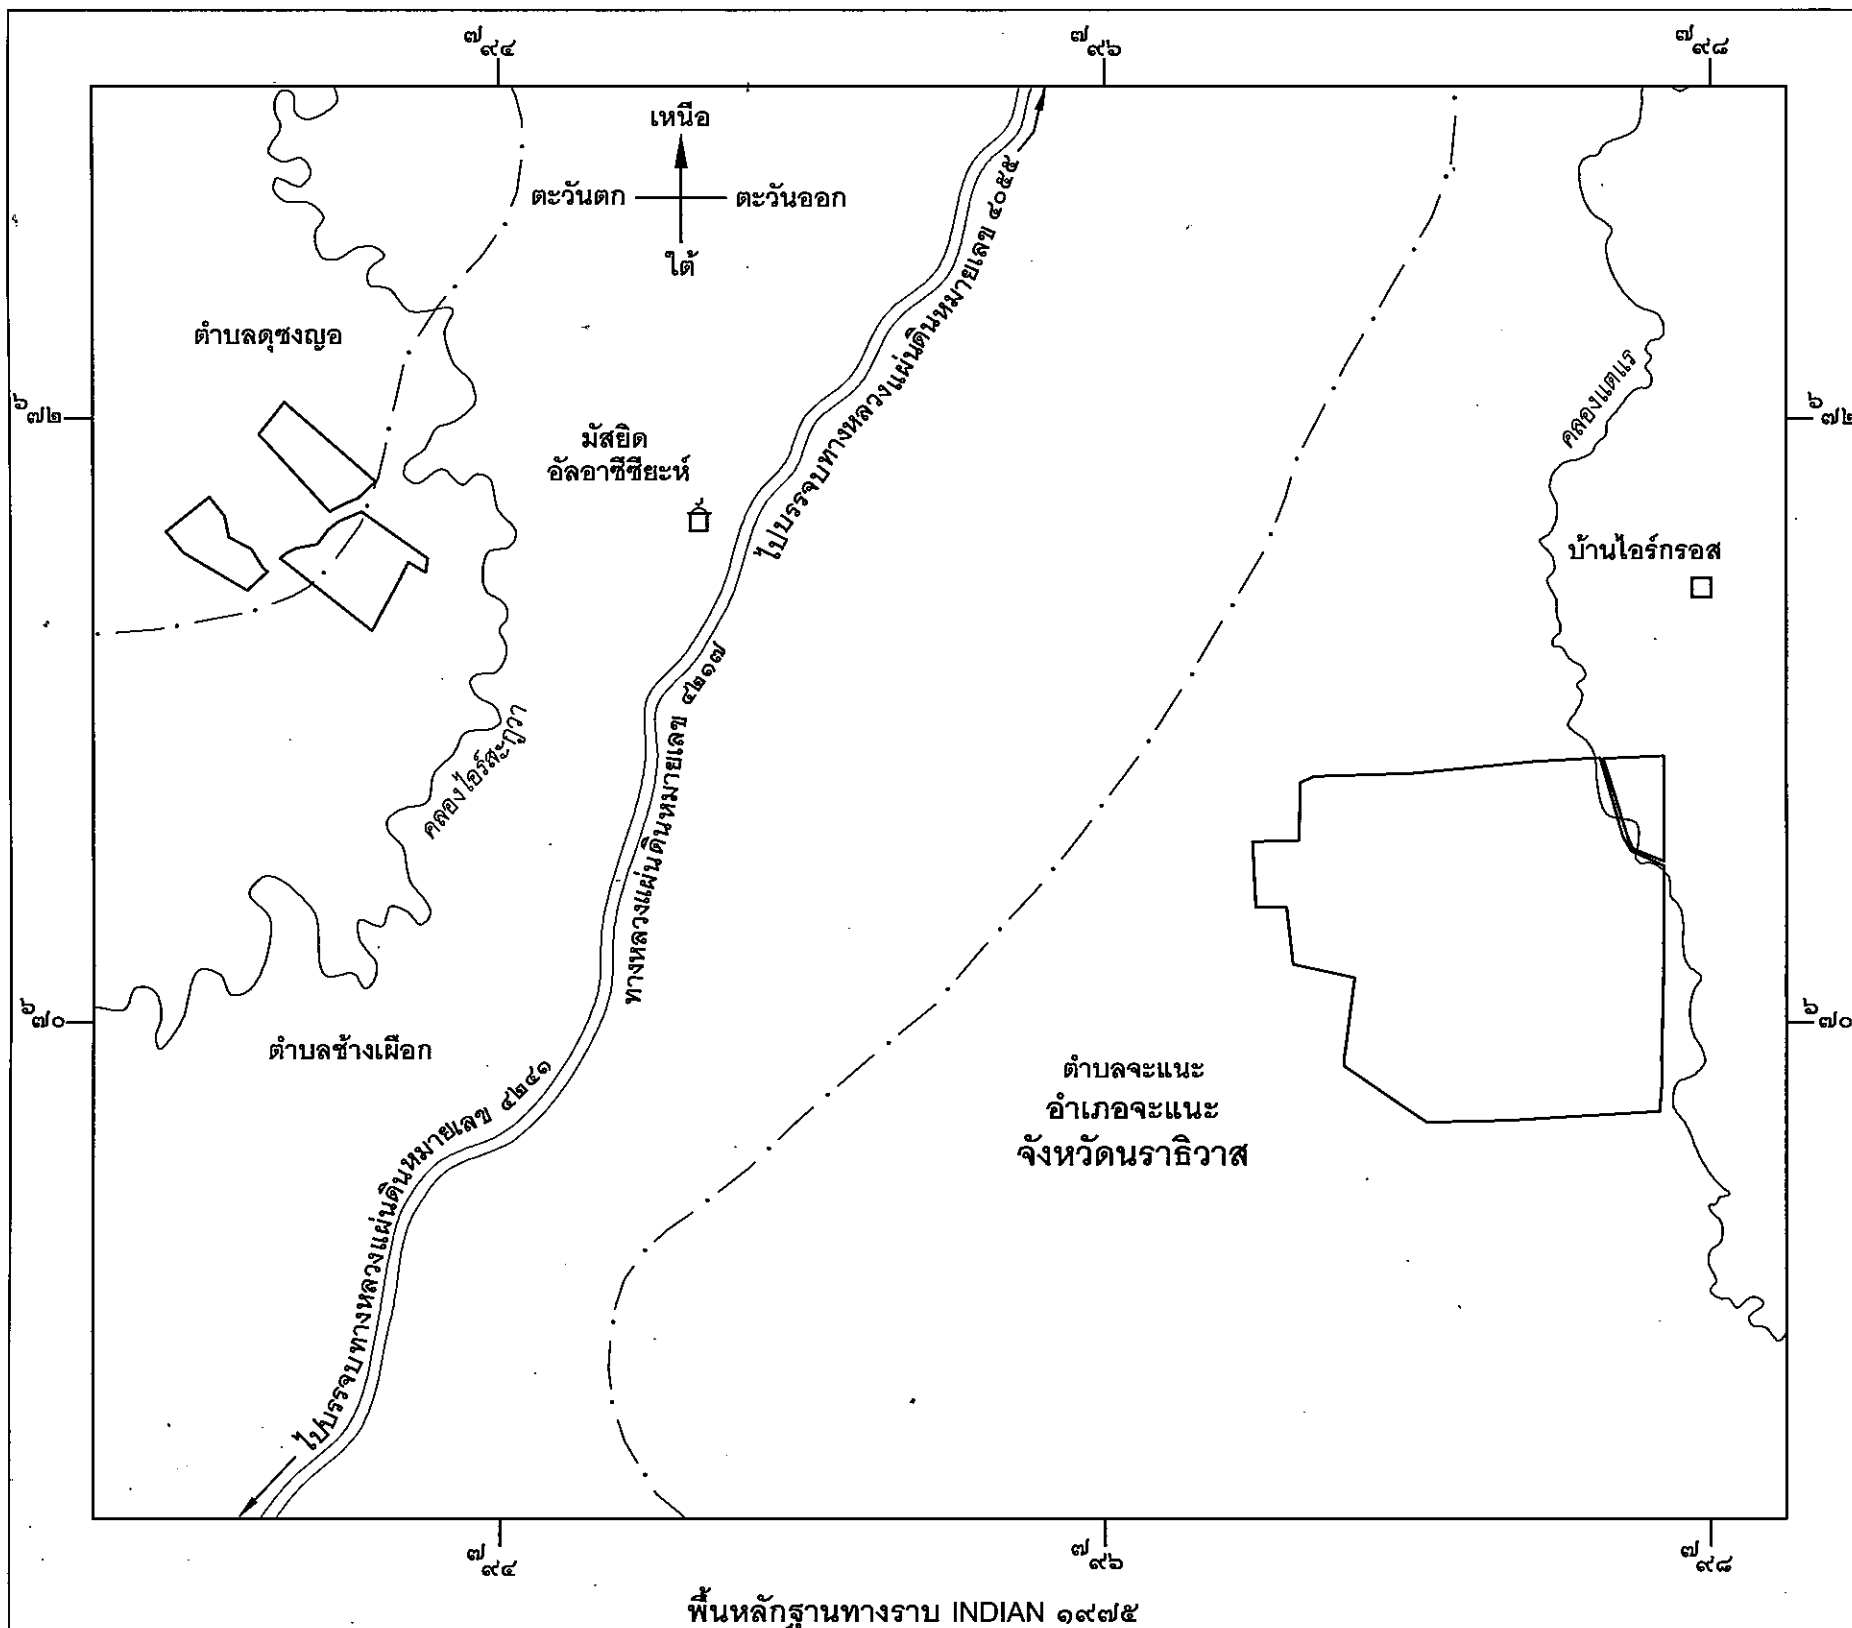 ๗๙๔
๗๙๖
๗๙๘
เหนือ
ตะวันตก
ตะวันออก
ใต้
ตำบลดุซงญอ
๖๗๒
๖๗๒
มัสยิด
อัลอาซีซียะห์
ไปบรรจบทางหลวงแผ่นดินหมายเลข ๔๐๕๕
คลองแตแร
บ้านไอร์กรอส
ทางหลวงแผ่นดินหมายเลข ๔๒๑๗
คลองไอร์สะกูวา
๖๗๐
๖๗๐
ตำบลช้างเผือก
ตำบลจะแนะ
อำเภอจะแนะ
จังหวัดนราธิวาส
ไปบรรจบทางหลวงแผ่นดินหมายเลข ๔๒๔๑
๗๙๔
๗๙๖
๗๙๘
พื้นหลักฐานทางราบ INDIAN ๑๙๗๕